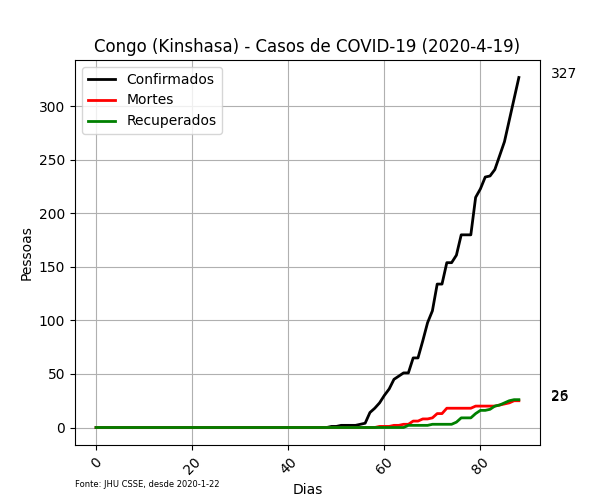 Congo (Kinshasa) - Casos de COVID-19 (2020-4-19)
327
Confirmados
Mortes
Recuperados
300
250
200
150
100
50
0
Pessoas
26
25
0
20
40
60
80
Fonte: JHU CSSE, desde 2020-1-22
Dias